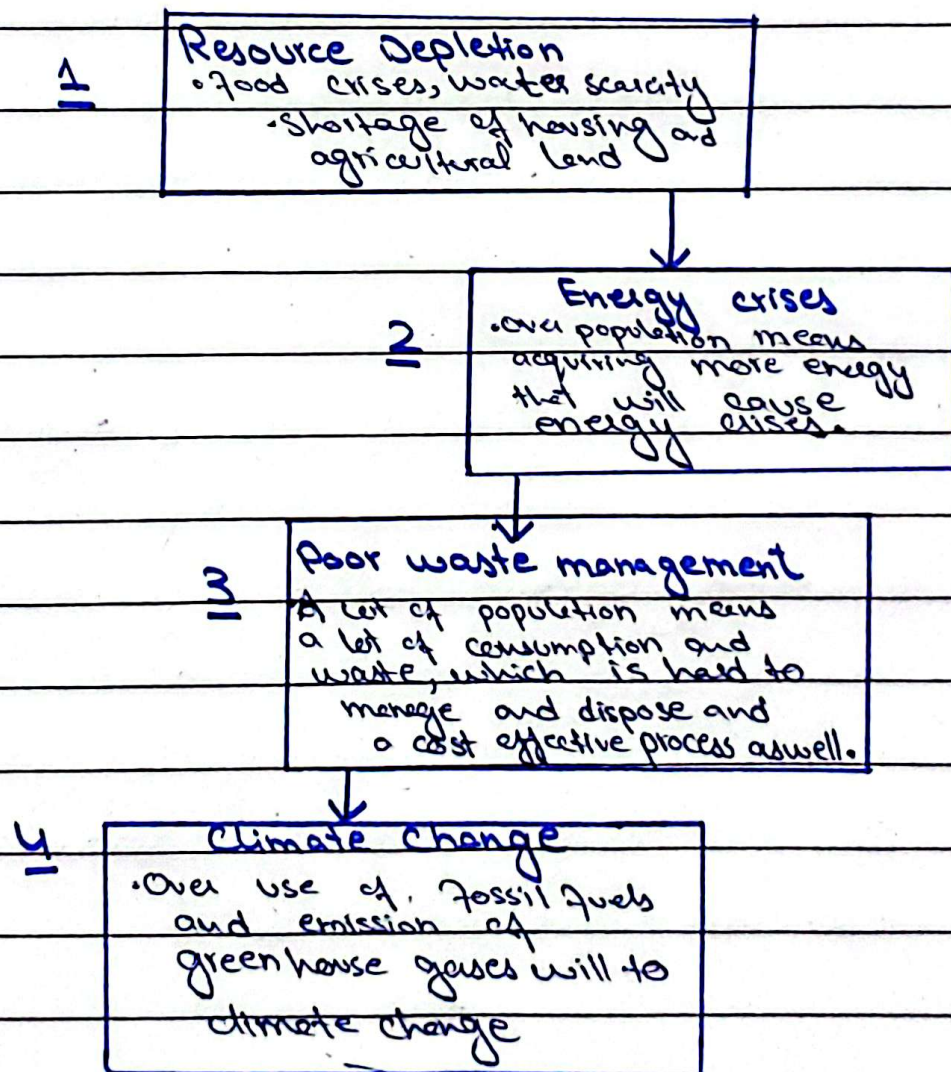 1
Resource Depletion
• Food crises, water scarcity
• Shortage of housing and
agricultural land
2
Energy crises
• Over population means
acquiring more energy
that will cause
energy crises.
3
Poor waste management
• A lot of population means
a lot of consumption and
waste, which is hard to
manage and dispose and
a cost effective process aswell.
4
Climate Change
• Over use of fossil fuels
and emission of
greenhouse gases will to
climate change